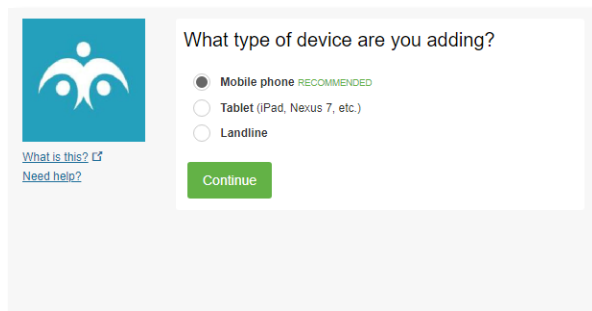 What type of device are you adding?
Mobile phone RECOMMENDED
Tablet (iPad, Nexus 7, etc.)
Landline
Continue
What is this?
Need help?